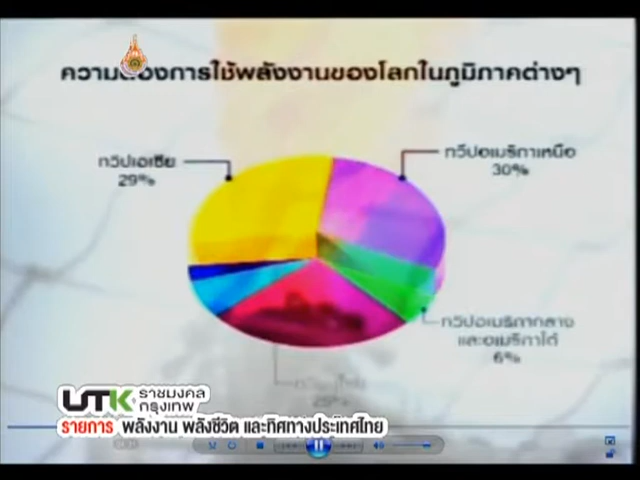 ความต้องการใช้พลังงานของโลกในภูมิภาคต่างๆ
ทวีปเอเซีย
29%
ทวีปอเมริกาเหนือ
30%
ทวีปอเมริกากลาง
และอเมริกาใต้
6%
UTK ราชมงคล
กรุงเทพ
รายการ พลังงาน พลังชีวิต และทิศทางประเทศไทย